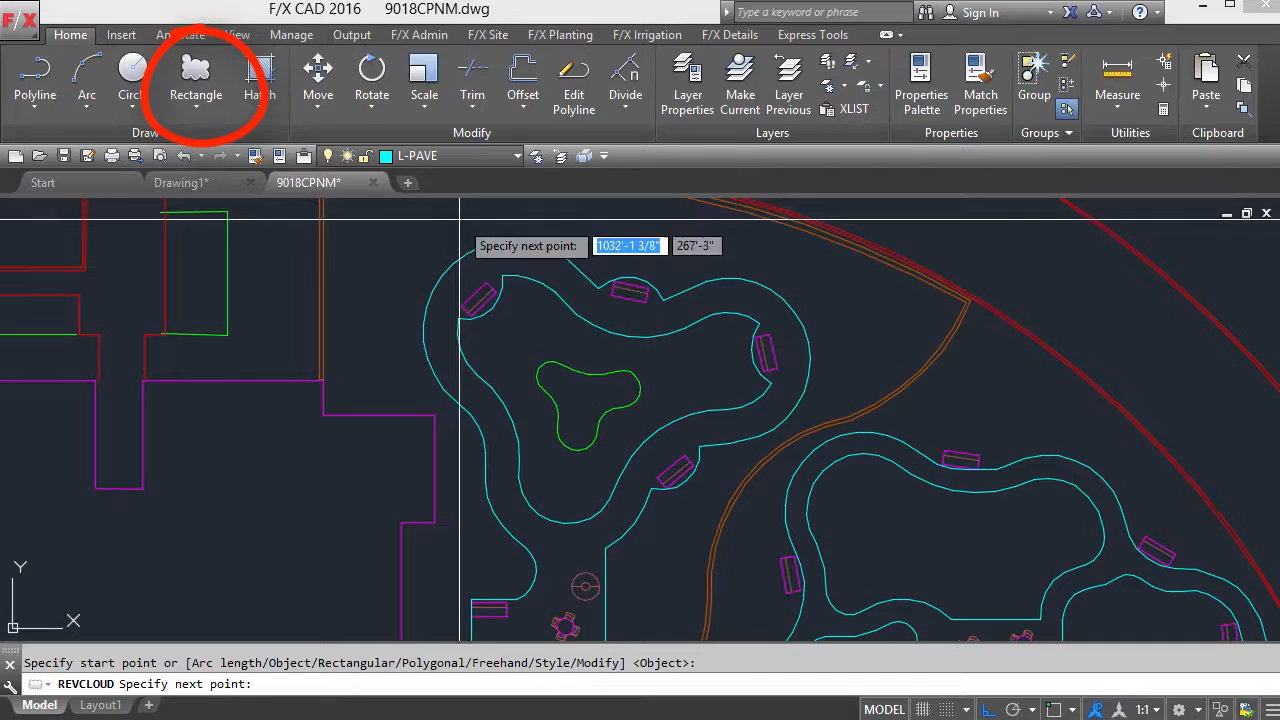 F/X CAD 2016 9018CPNM.dwg
Type a keyword or phrase
Sign In
F/X
Home Insert Annotate View Manage Output F/X Admin F/X Site F/X Planting F/X Irrigation F/X Details Express Tools
Polyline Arc Circle Rectangle Hatch
Move Rotate Scale Trim Offset Edit Polyline Divide
Layer Properties Make Current Layer Previous XLIST
Properties Palette Match Properties Group Measure Paste
Draw Modify Layers Properties Groups Utilities Clipboard
L-PAVE
Start Drawing1* 9018CPNM*
Specify next point: 1032'-1 3/8" 267'-3"
Y
X
Specify start point or [Arc length/Object/Rectangular/Polygonal/Freehand/Style/Modify] <Object>:
REVCLOUD Specify next point:
Model Layout1 MODEL 1:1